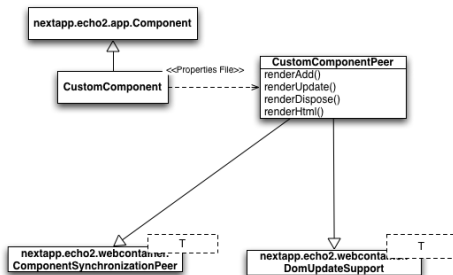 nextapp.echo2.app.Component
<<Properties File>>
CustomComponent
CustomComponentPeer
renderAdd()
renderUpdate()
renderDispose()
renderHtml()
T
nextapp.echo2.webcontainer.
ComponentSynchronizationPeer
T
nextapp.echo2.webcontainer
DomUpdateSupport